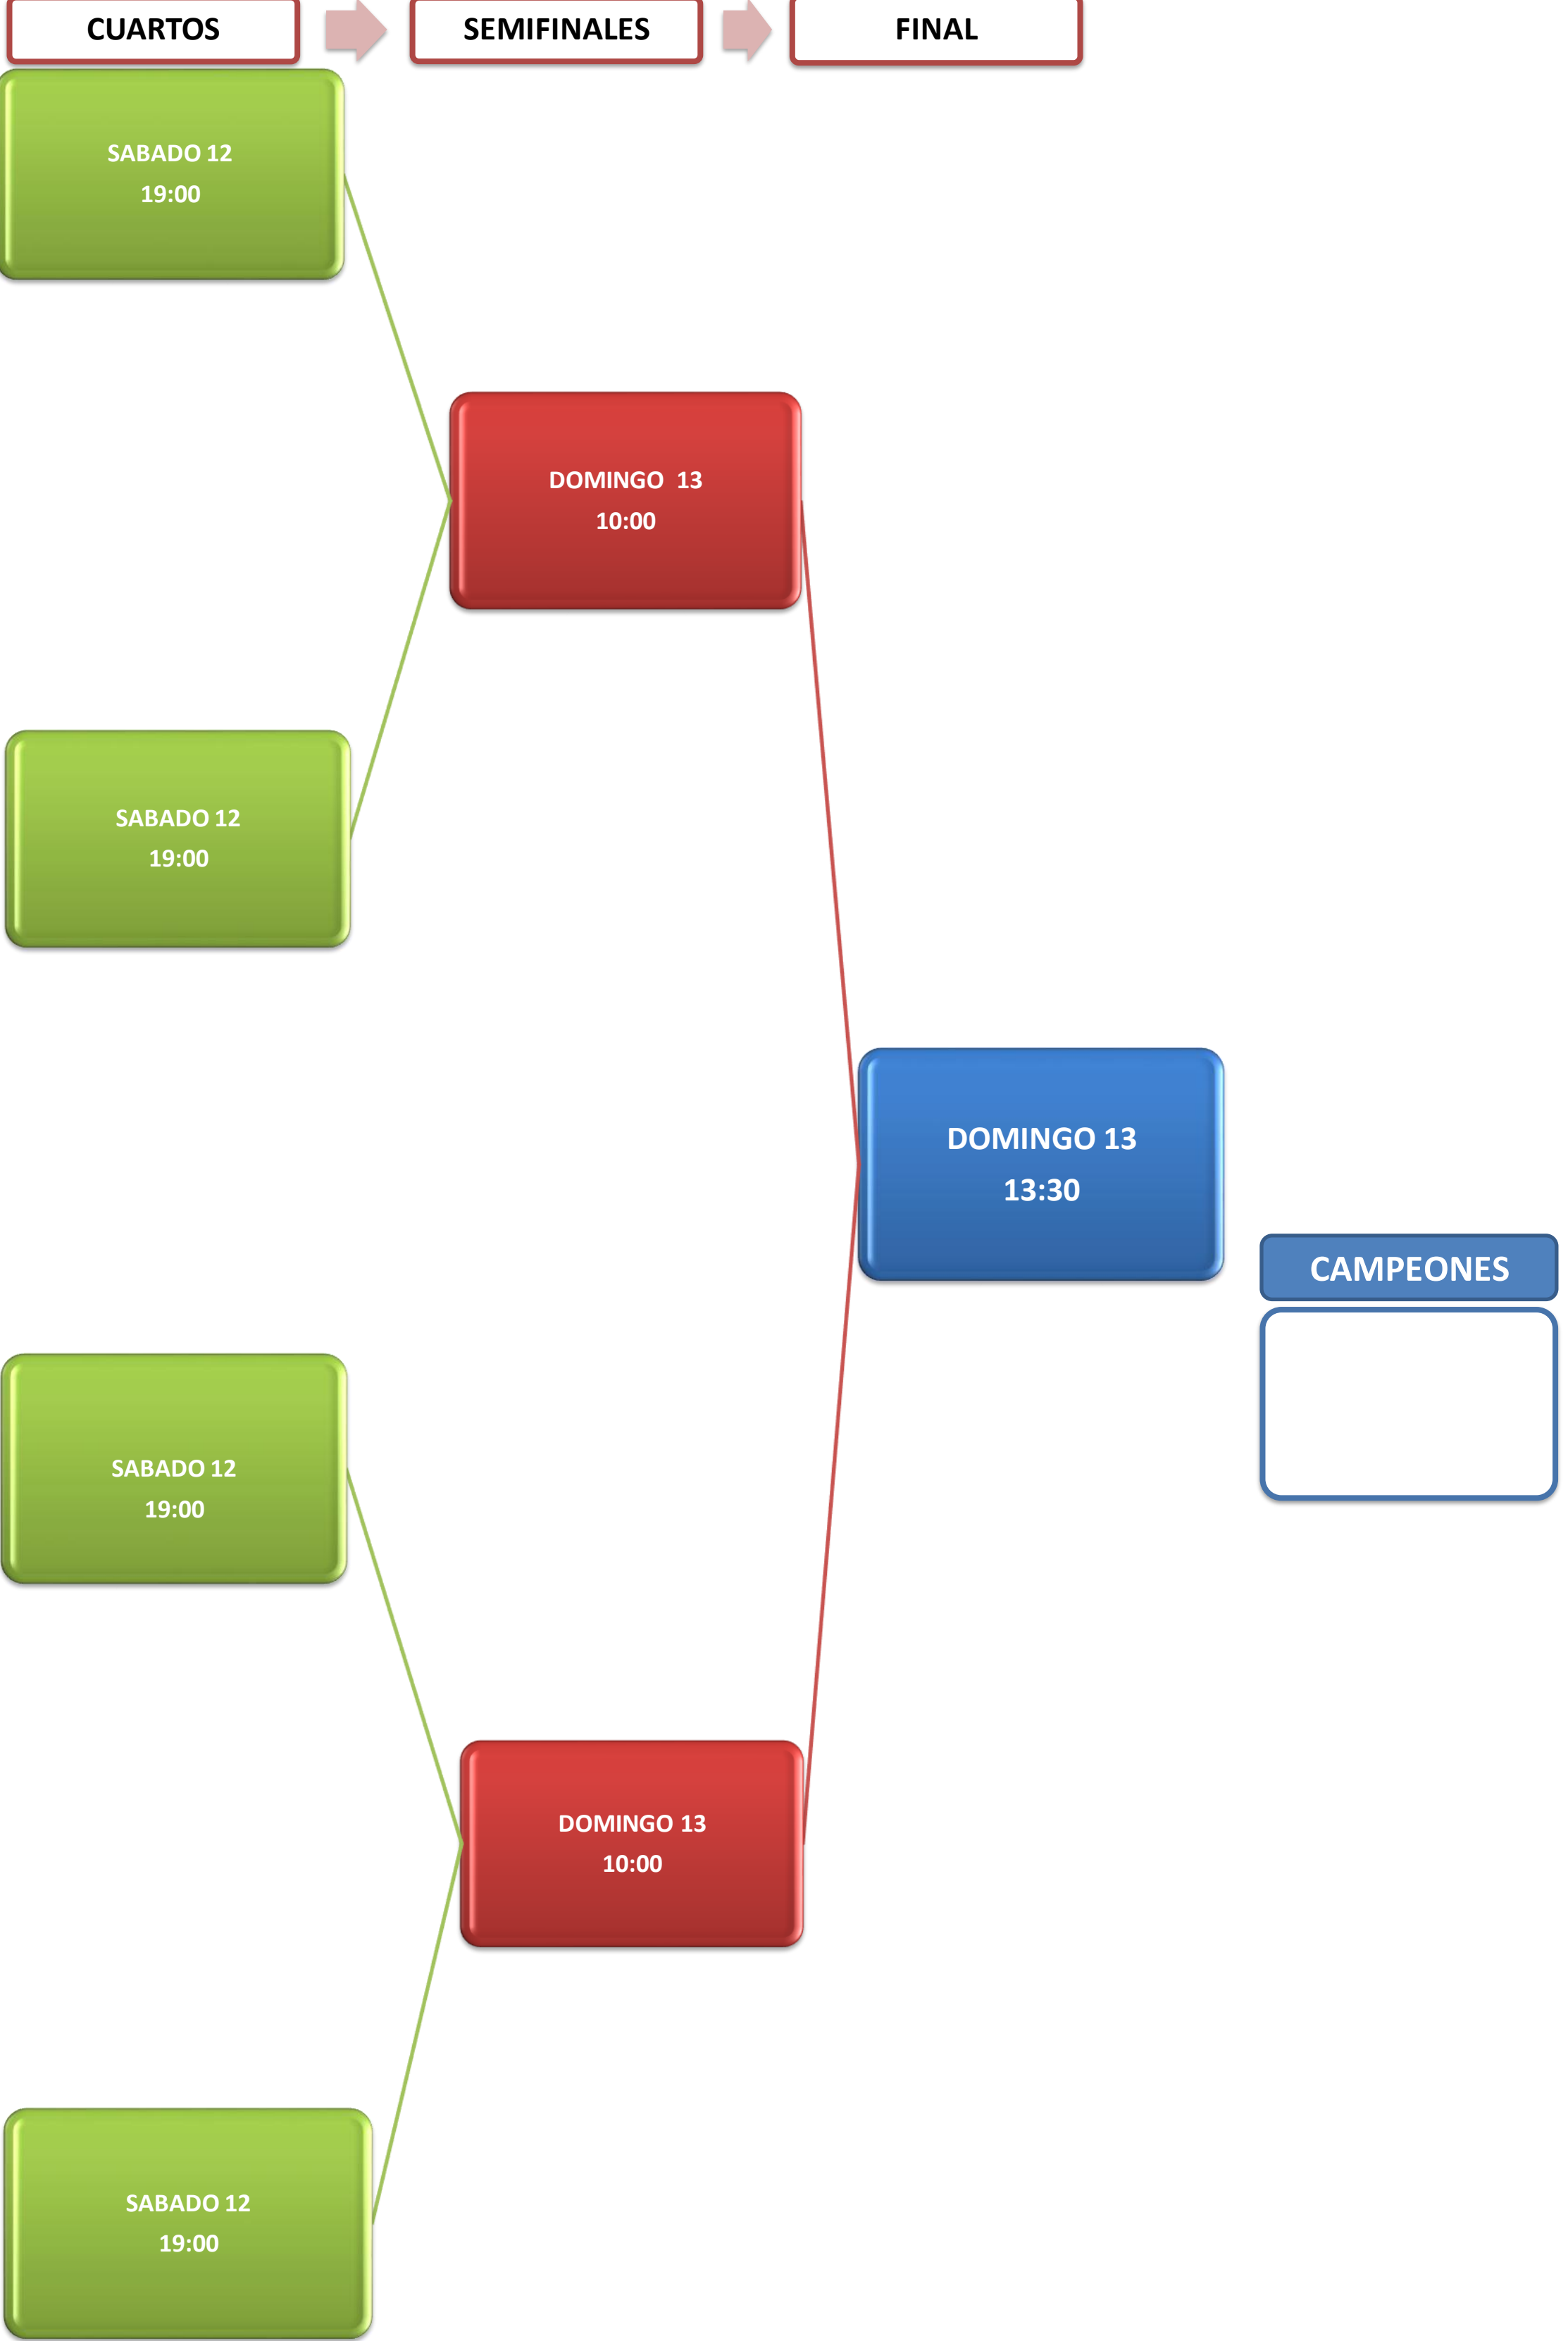 CUARTOS
SEMIFINALES
FINAL
SABADO 12
19:00
DOMINGO  13
10:00
SABADO 12
19:00
DOMINGO 13
13:30
CAMPEONES
SABADO 12
19:00
DOMINGO 13
10:00
SABADO 12
19:00